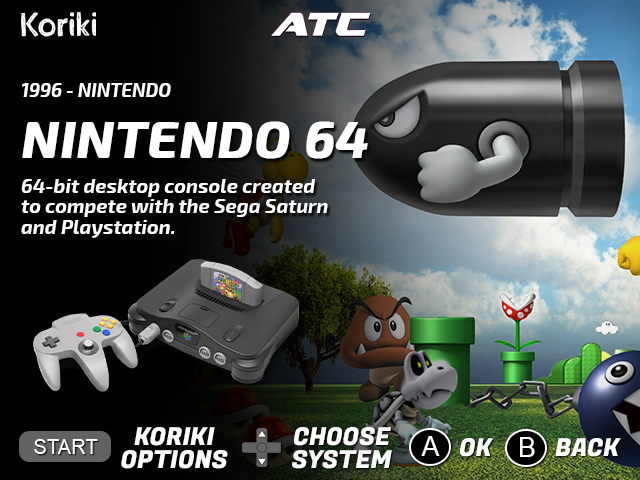 Koriki
ATC
1996 - NINTENDO
NINTENDO 64
64-bit desktop console created
to compete with the Sega Saturn
and Playstation.
START
KORIKI
OPTIONS
CHOOSE
SYSTEM
A OK
B BACK